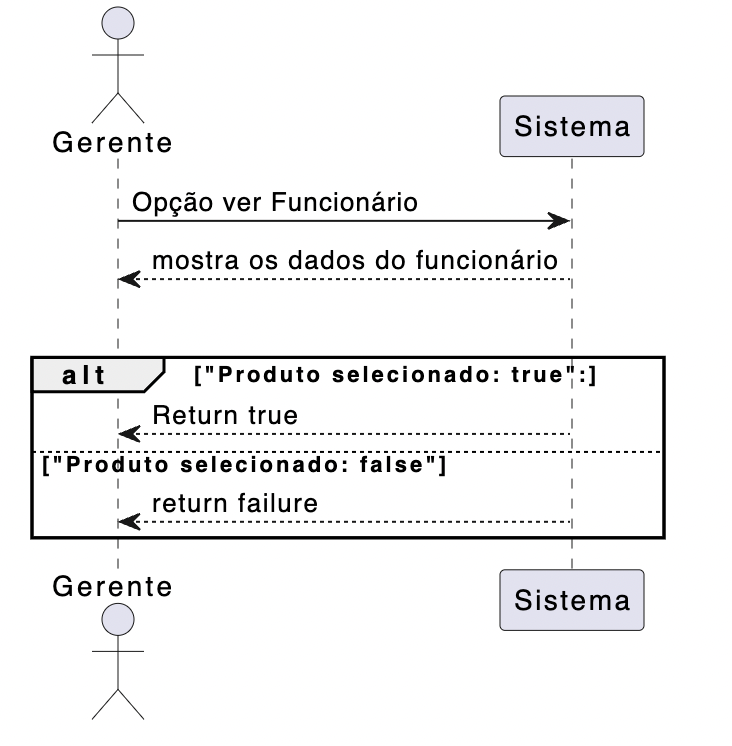 Gerente
Sistema
Opção ver Funcionário
mostra os dados do funcionário
alt
["Produto selecionado: true":]
Return true
["Produto selecionado: false"]
return failure
Gerente
Sistema